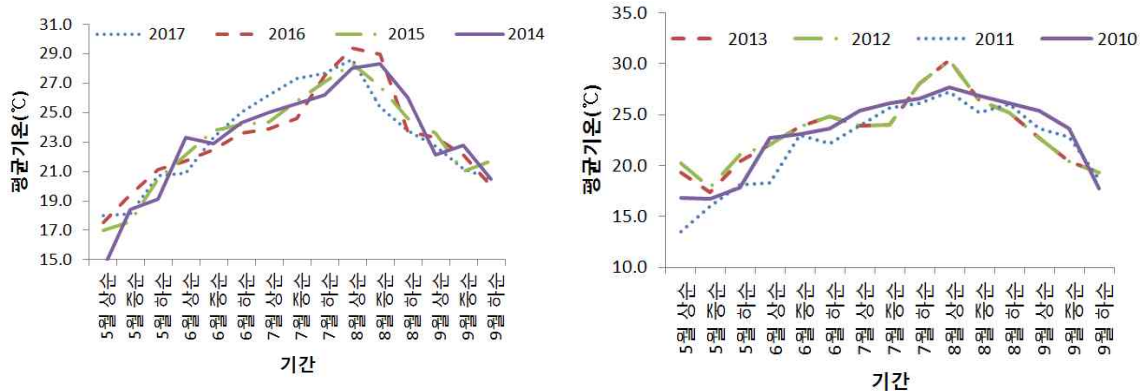 31.0
29.0
27.0
25.0
23.0
21.0
19.0
17.0
15.0
평균기온(℃)
2017 2016 2015 2014
5월 상순
5월 중순
5월 하순
6월 상순
6월 중순
6월 하순
7월 상순
7월 중순
7월 하순
8월 상순
8월 중순
8월 하순
9월 상순
9월 중순
9월 하순
기간
35.0
30.0
25.0
20.0
15.0
10.0
평균기온(℃)
2013 2012 2011 2010
5월 상순
5월 중순
5월 하순
6월 상순
6월 중순
6월 하순
7월 상순
7월 중순
7월 하순
8월 상순
8월 중순
8월 하순
9월 상순
9월 중순
9월 하순
기간